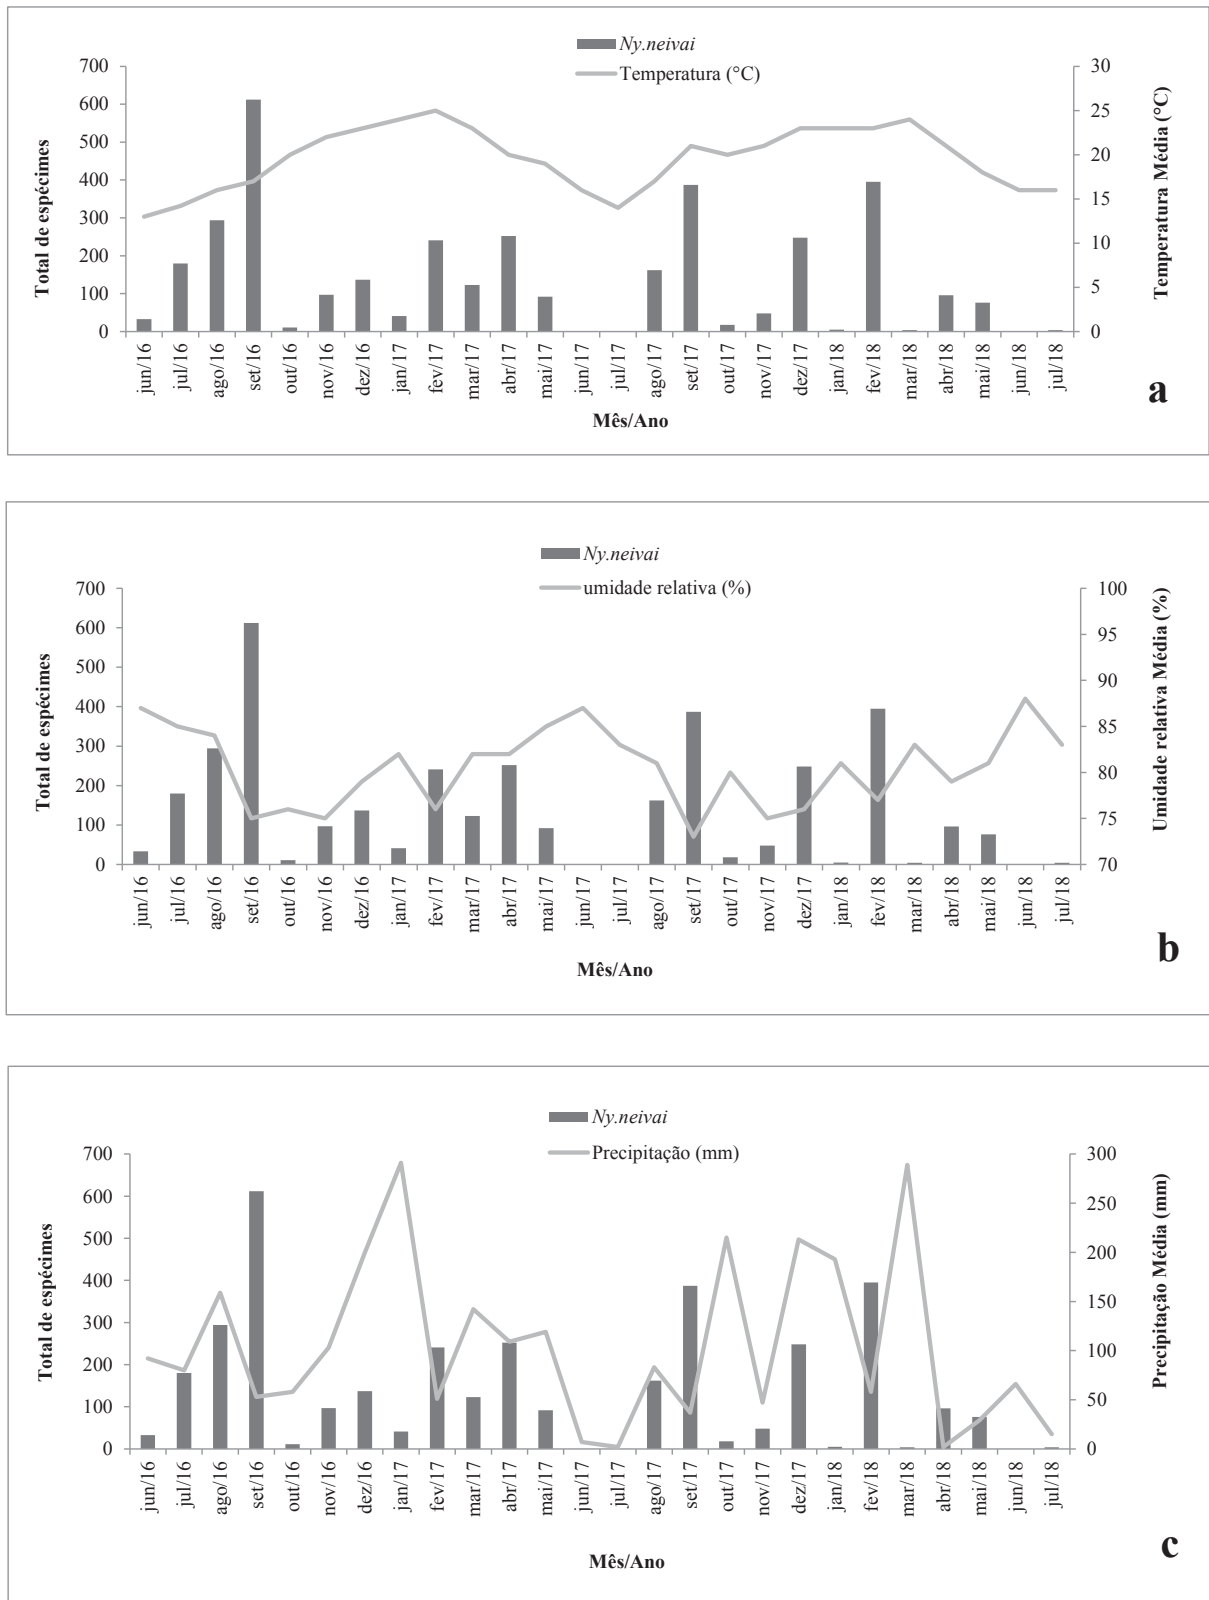 Ny.neivai
Temperatura (°C)
Total de espécimes
700
600
500
400
300
200
100
0
30
25
20
15
10
5
0
Temperatura Média (°C)
jun/16
jul/16
ago/16
set/16
out/16
nov/16
dez/16
jan/17
fev/17
mar/17
abr/17
mai/17
jun/17
jul/17
ago/17
set/17
out/17
nov/17
dez/17
jan/18
fev/18
mar/18
abr/18
mai/18
jun/18
jul/18
Mês/Ano
a
Ny.neivai
umidade relativa (%)
Total de espécimes
700
600
500
400
300
200
100
0
100
95
90
85
80
75
70
Umidade relativa Média (%)
jun/16
jul/16
ago/16
set/16
out/16
nov/16
dez/16
jan/17
fev/17
mar/17
abr/17
mai/17
jun/17
jul/17
ago/17
set/17
out/17
nov/17
dez/17
jan/18
fev/18
mar/18
abr/18
mai/18
jun/18
jul/18
Mês/Ano
b
Ny.neivai
Precipitação (mm)
Total de espécimes
700
600
500
400
300
200
100
0
300
250
200
150
100
50
0
Precipitação Média (mm)
jun/16
jul/16
ago/16
set/16
out/16
nov/16
dez/16
jan/17
fev/17
mar/17
abr/17
mai/17
jun/17
jul/17
ago/17
set/17
out/17
nov/17
dez/17
jan/18
fev/18
mar/18
abr/18
mai/18
jun/18
jul/18
Mês/Ano
c